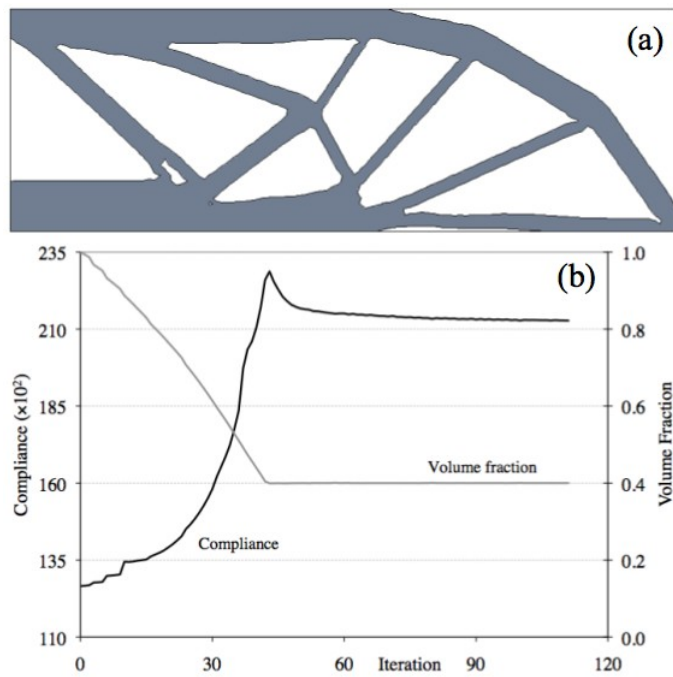 (a)
(b)
235
210
185
160
135
110
Compliance (×10²)
1.0
0.8
0.6
0.4
0.2
0.0
Volume Fraction
Volume fraction
Compliance
0
30
60
90
120
Iteration